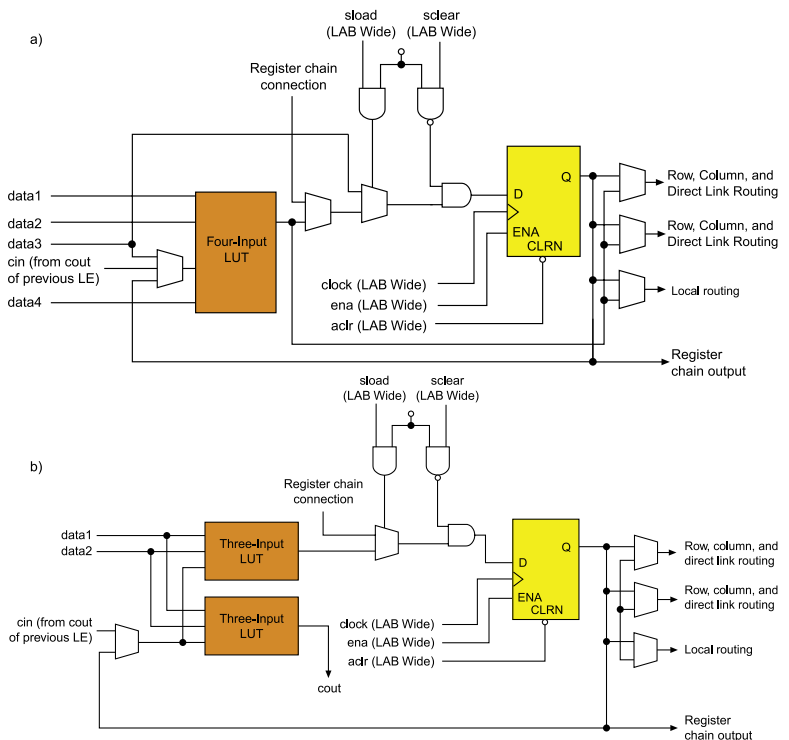 a)
sload
(LAB Wide)
sclear
(LAB Wide)
Register chain
connection
data1
data2
data3
cin (from cout
of previous LE)
data4
Four-Input
LUT
D
Q
ENA
CLRN
clock (LAB Wide)
ena (LAB Wide)
aclr (LAB Wide)
Row, Column, and
Direct Link Routing
Row, Column, and
Direct Link Routing
Local routing
Register
chain output
b)
sload
(LAB Wide)
sclear
(LAB Wide)
Register chain
connection
data1
data2
cin (from cout
of previous LE)
Three-Input
LUT
Three-Input
LUT
cout
D
Q
ENA
CLRN
clock (LAB Wide)
ena (LAB Wide)
aclr (LAB Wide)
Row, column, and
direct link routing
Row, column, and
direct link routing
Local routing
Register
chain output